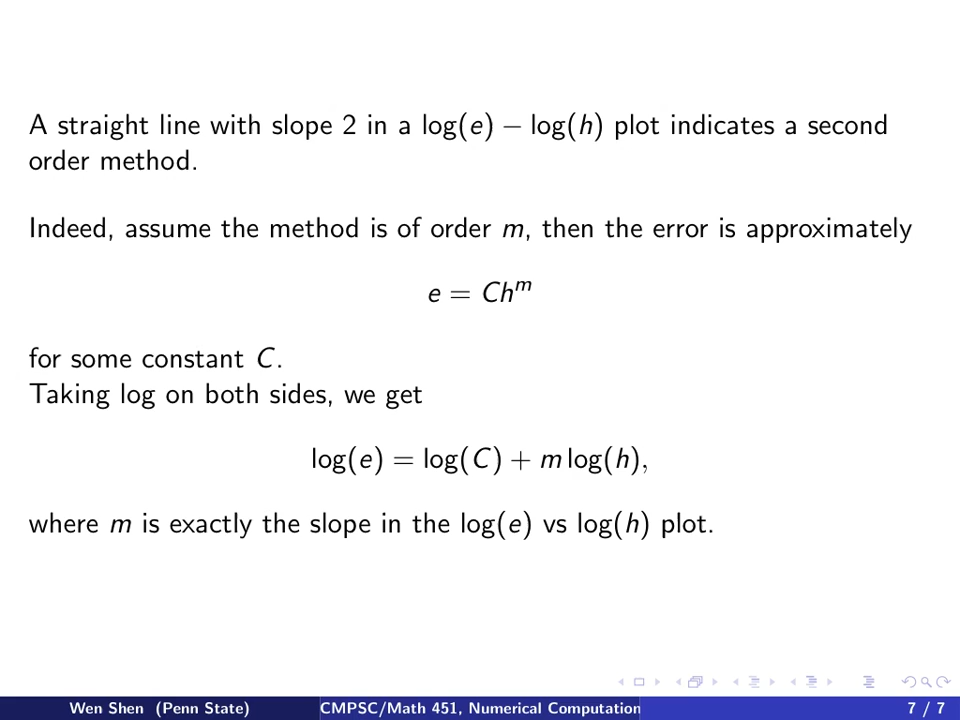 A straight line with slope 2 in a log(e) − log(h) plot indicates a second
order method.
Indeed, assume the method is of order m, then the error is approximately
e = Ch^m
for some constant C.
Taking log on both sides, we get
log(e) = log(C) + m log(h),
where m is exactly the slope in the log(e) vs log(h) plot.
Wen Shen (Penn State) CMPSC/Math 451, Numerical Computation 7 / 7